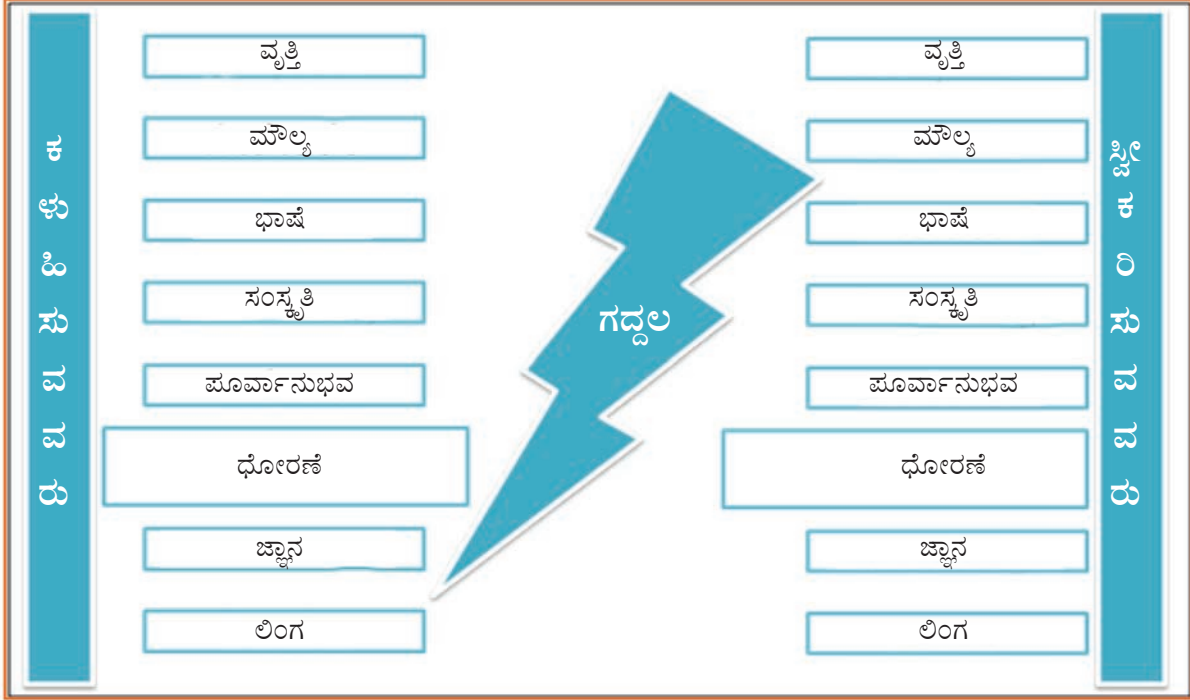 ಕಳುಹಿಸುವವರು
ವೃತ್ತಿ
ಮೌಲ್ಯ
ಭಾಷೆ
ಸಂಸ್ಕೃತಿ
ಪೂರ್ವಾನುಭವ
ಧೋರಣೆ
ಜ್ಞಾನ
ಲಿಂಗ
ಗದ್ದಲ
ವೃತ್ತಿ
ಮೌಲ್ಯ
ಭಾಷೆ
ಸಂಸ್ಕೃತಿ
ಪೂರ್ವಾನುಭವ
ಧೋರಣೆ
ಜ್ಞಾನ
ಲಿಂಗ
ಸ್ವೀಕರಿಸುವವರು